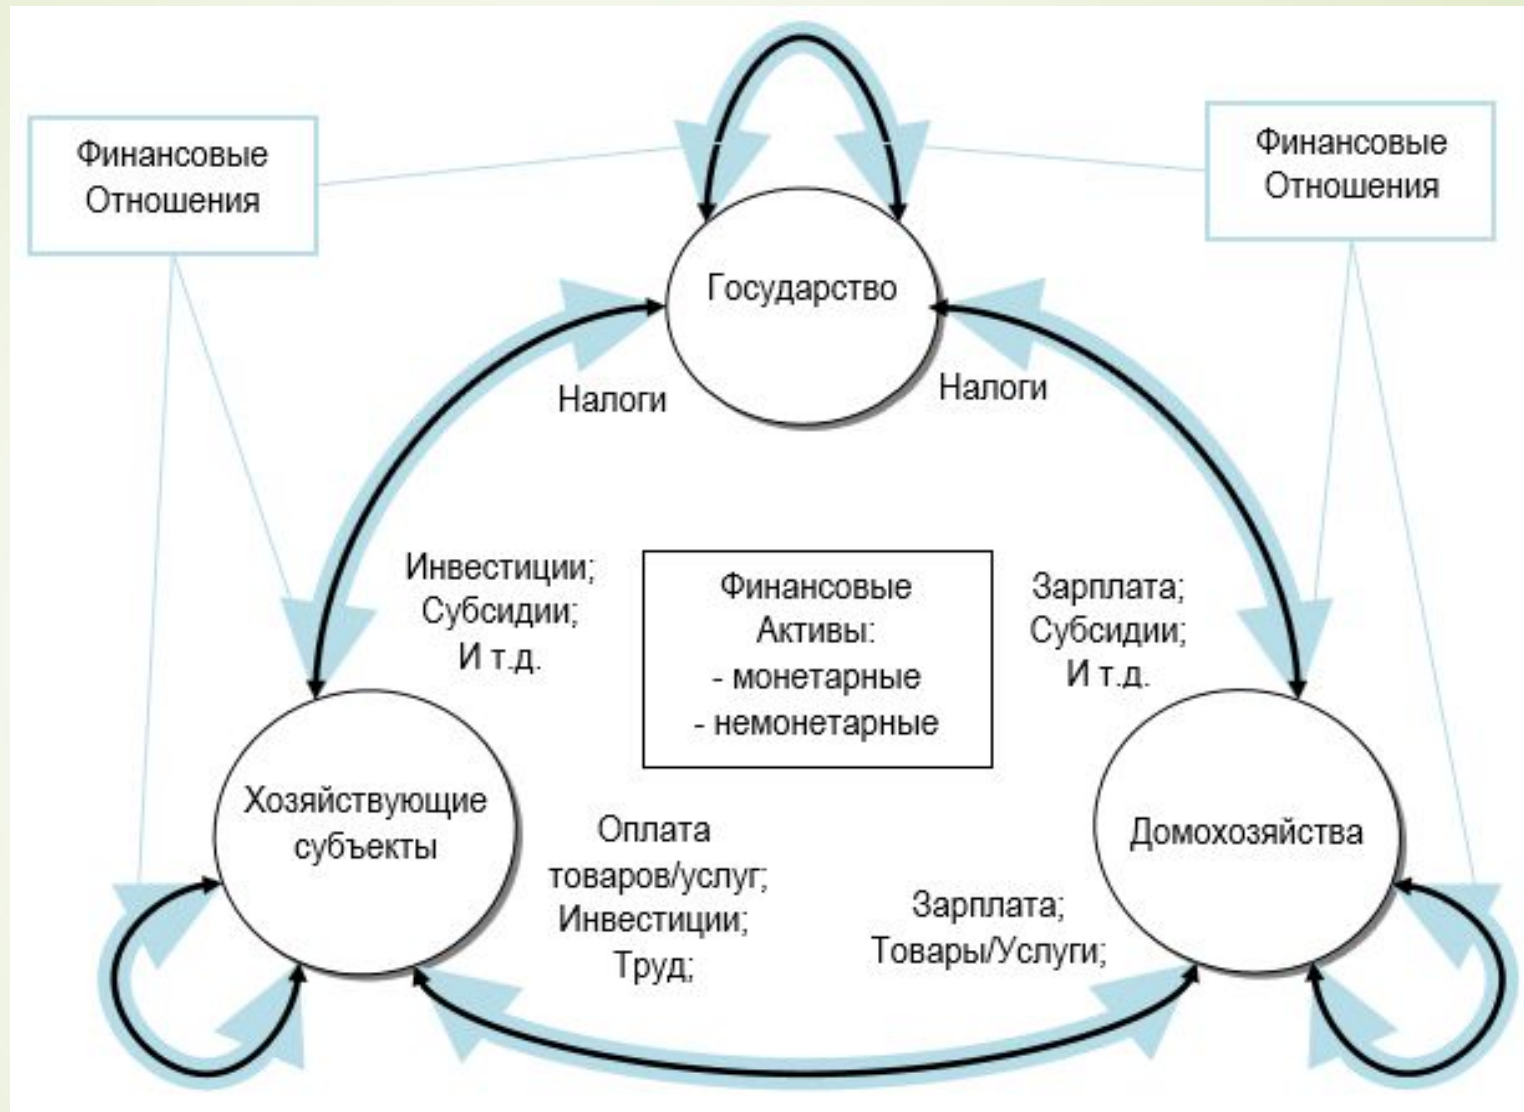 Финансовые
Отношения
Финансовые
Отношения
Государство
Налоги
Налоги
Инвестиции;
Субсидии;
И т.д.
Финансовые
Активы:
- монетарные
- немонетарные
Зарплата;
Субсидии;
И т.д.
Хозяйствующие
субъекты
Оплата
товаров/услуг;
Инвестиции;
Труд;
Зарплата;
Товары/Услуги;
Домохозяйства